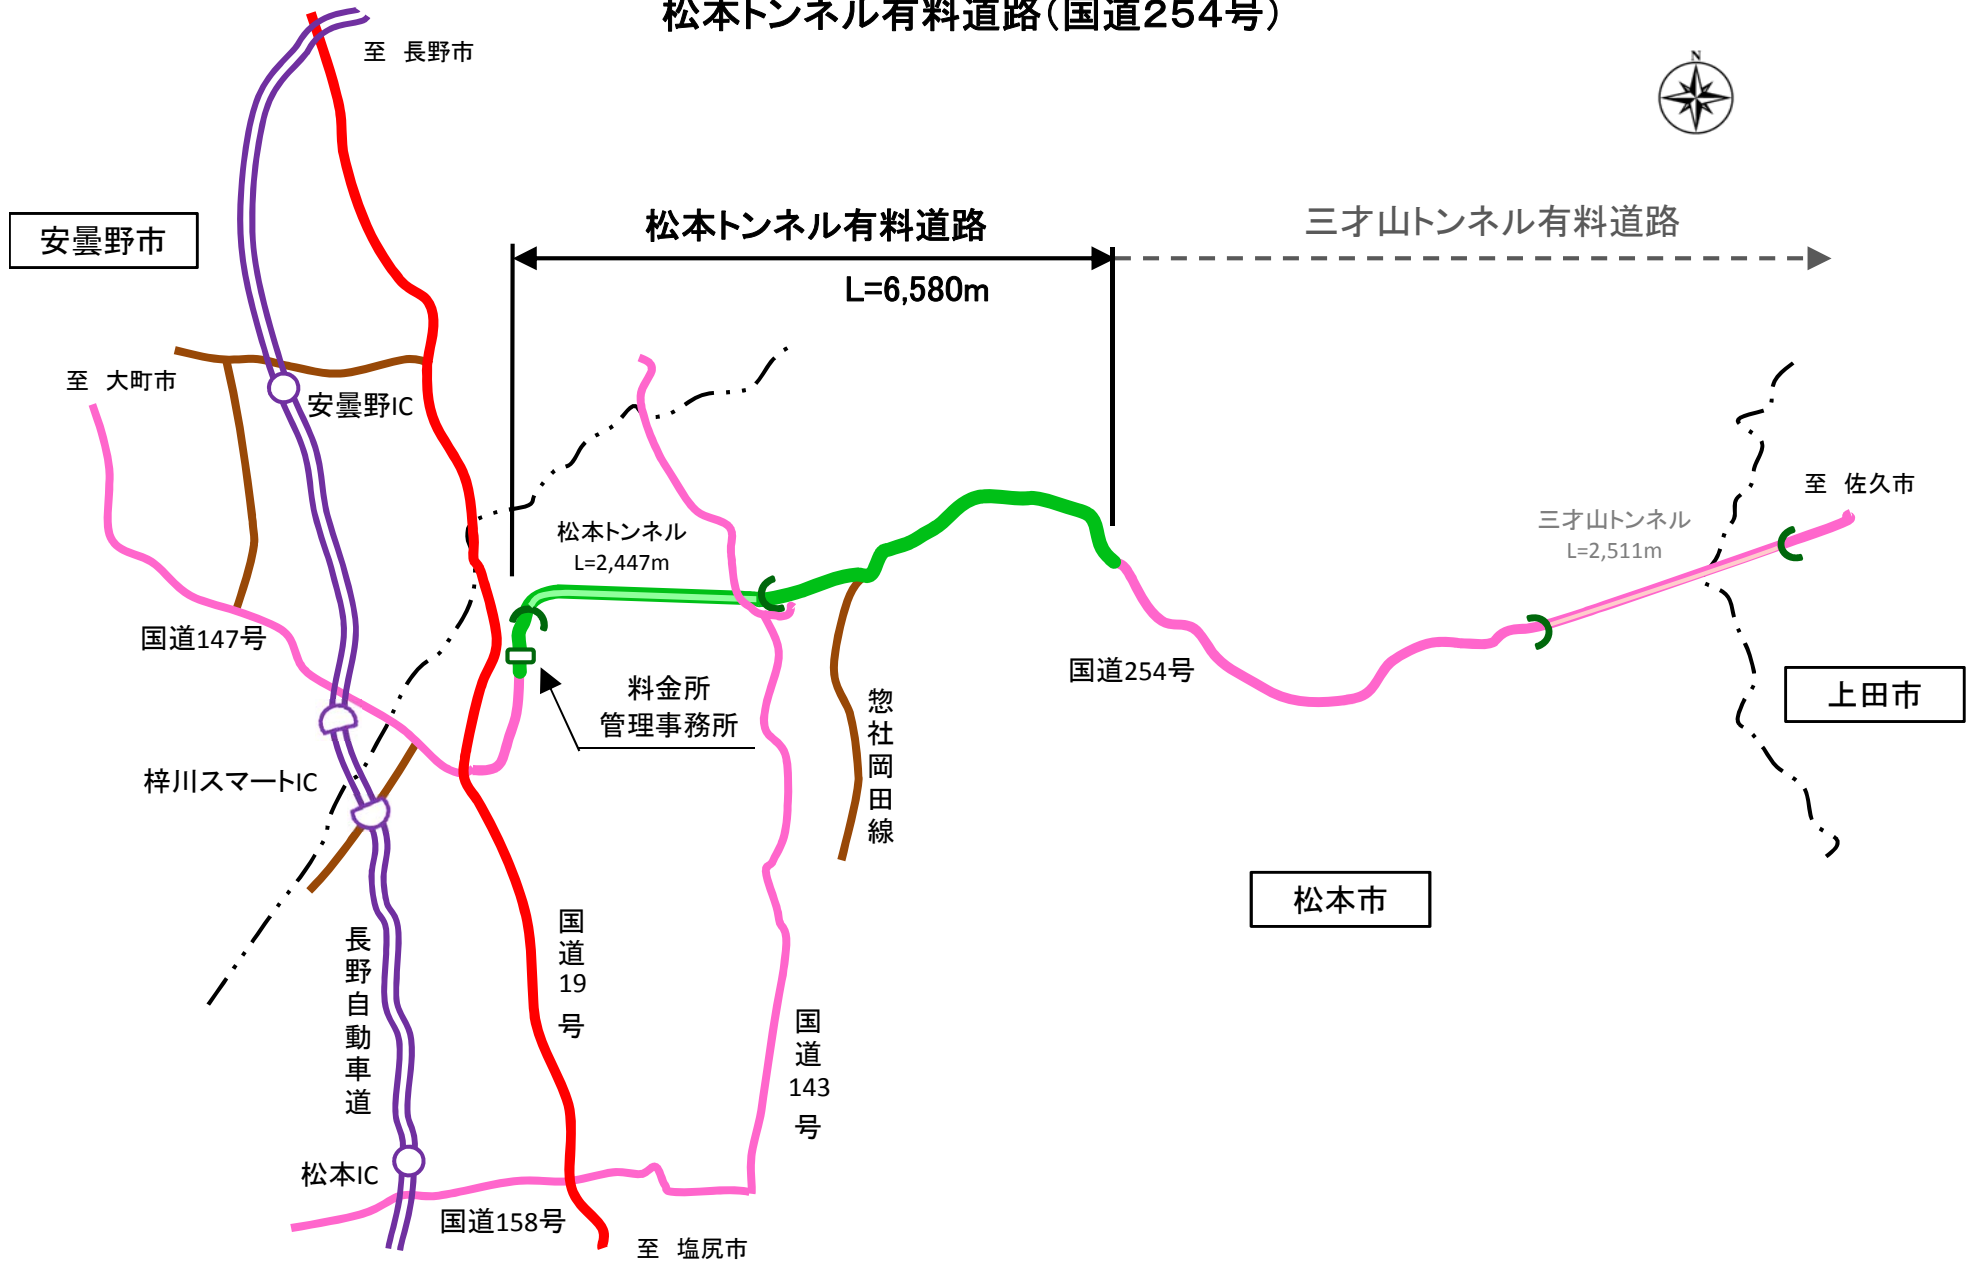 松本トンネル有料道路（国道254号）
至　長野市
N
安曇野市
松本トンネル有料道路
三才山トンネル有料道路
L=6,580m
至　大町市
安曇野IC
至　佐久市
松本トンネル
L=2,447m
三才山トンネル
L=2,511m
国道147号
国道254号
料金所
管理事務所
惣社岡田線
上田市
梓川スマートIC
松本市
長野自動車道
国道19号
国道143号
松本IC
国道158号
至　塩尻市